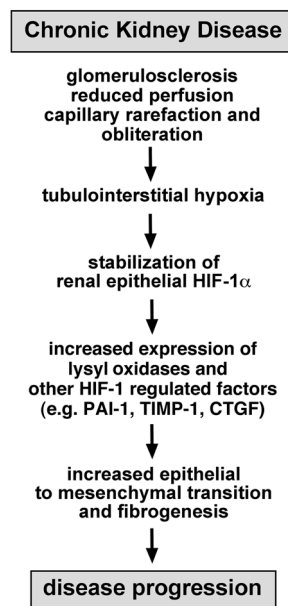 Chronic Kidney Disease
glomerulosclerosis
reduced perfusion
capillary rarefaction and
obliteration
tubulointerstitial hypoxia
stabilization of
renal epithelial HIF-1α
increased expression of
lysyl oxidases and
other HIF-1 regulated factors
(e.g. PAI-1, TIMP-1, CTGF)
increased epithelial
to mesenchymal transition
and fibrogenesis
disease progression